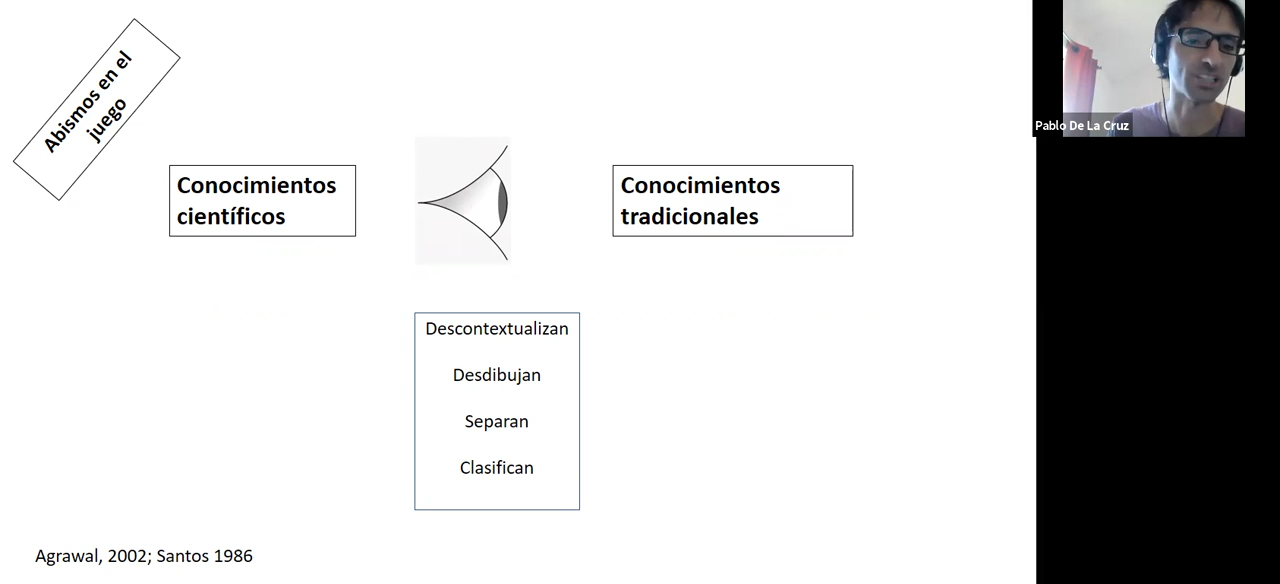 Abismos en el
juego
Conocimientos
científicos
Conocimientos
tradicionales
Descontextualizan
Desdibujan
Separan
Clasifican
Agrawal, 2002; Santos 1986
Pablo De La Cruz